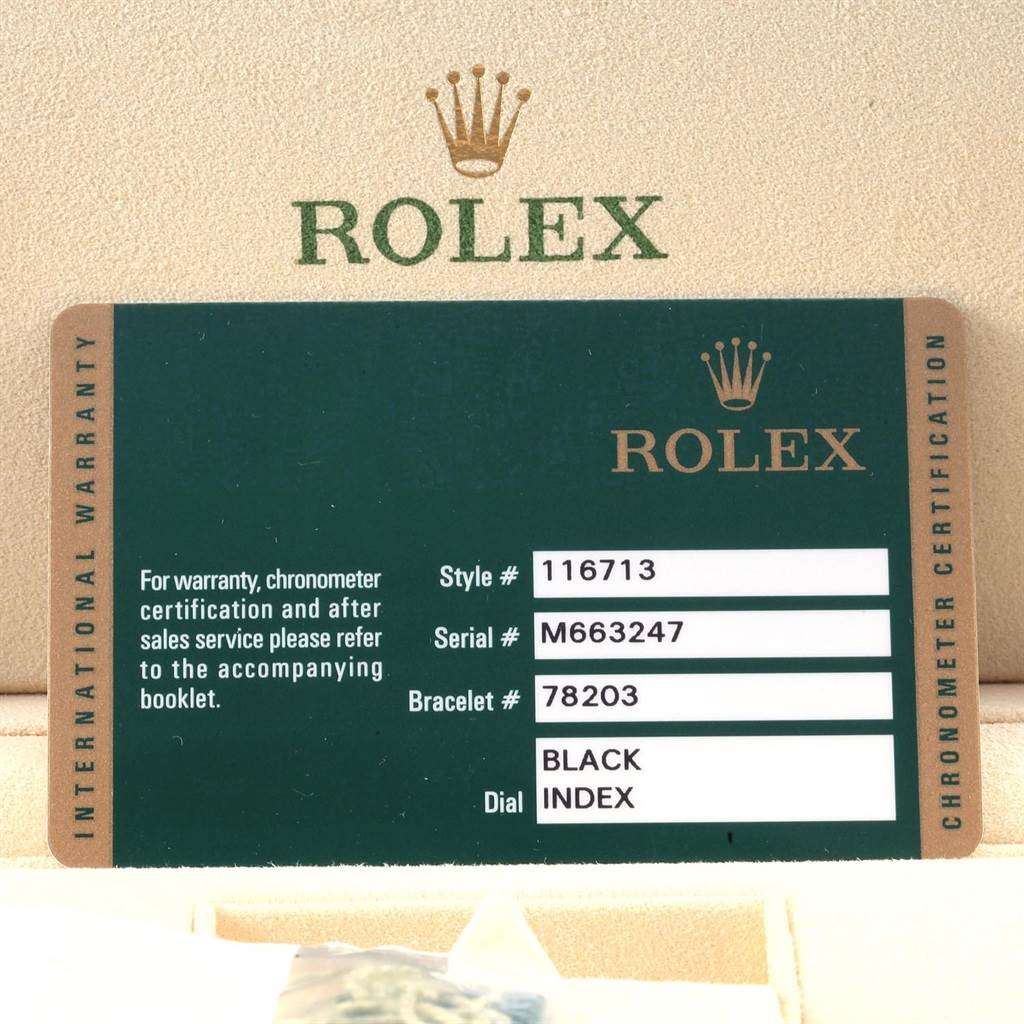 ROLEX
INTERNATIONAL WARRANTY
ROLEX
For warranty, chronometer
certification and after
sales service please refer
to the accompanying
booklet.
Style # 116713
Serial # M663247
Bracelet # 78203
Dial BLACK
INDEX
CHRONOMETER CERTIFICATION